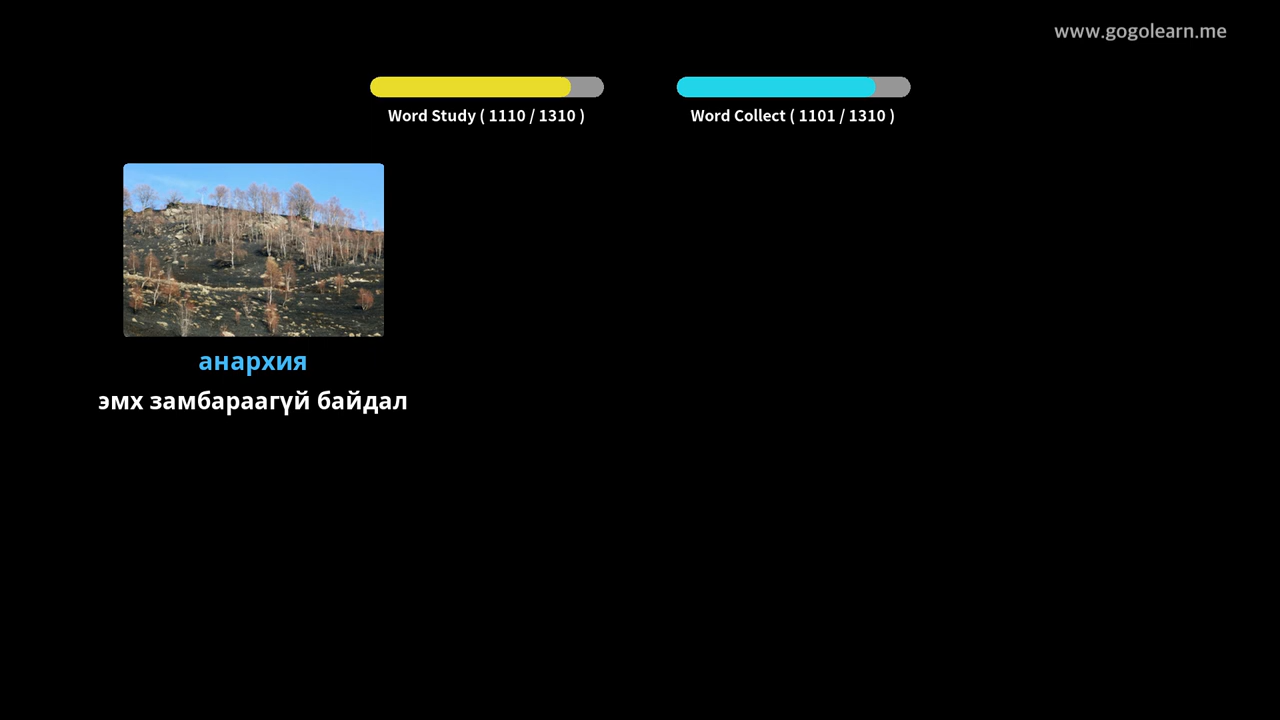 www.gogolearn.me
Word Study ( 1110 / 1310 )
Word Collect ( 1101 / 1310 )
анархия
эмх замбараагүй байдал